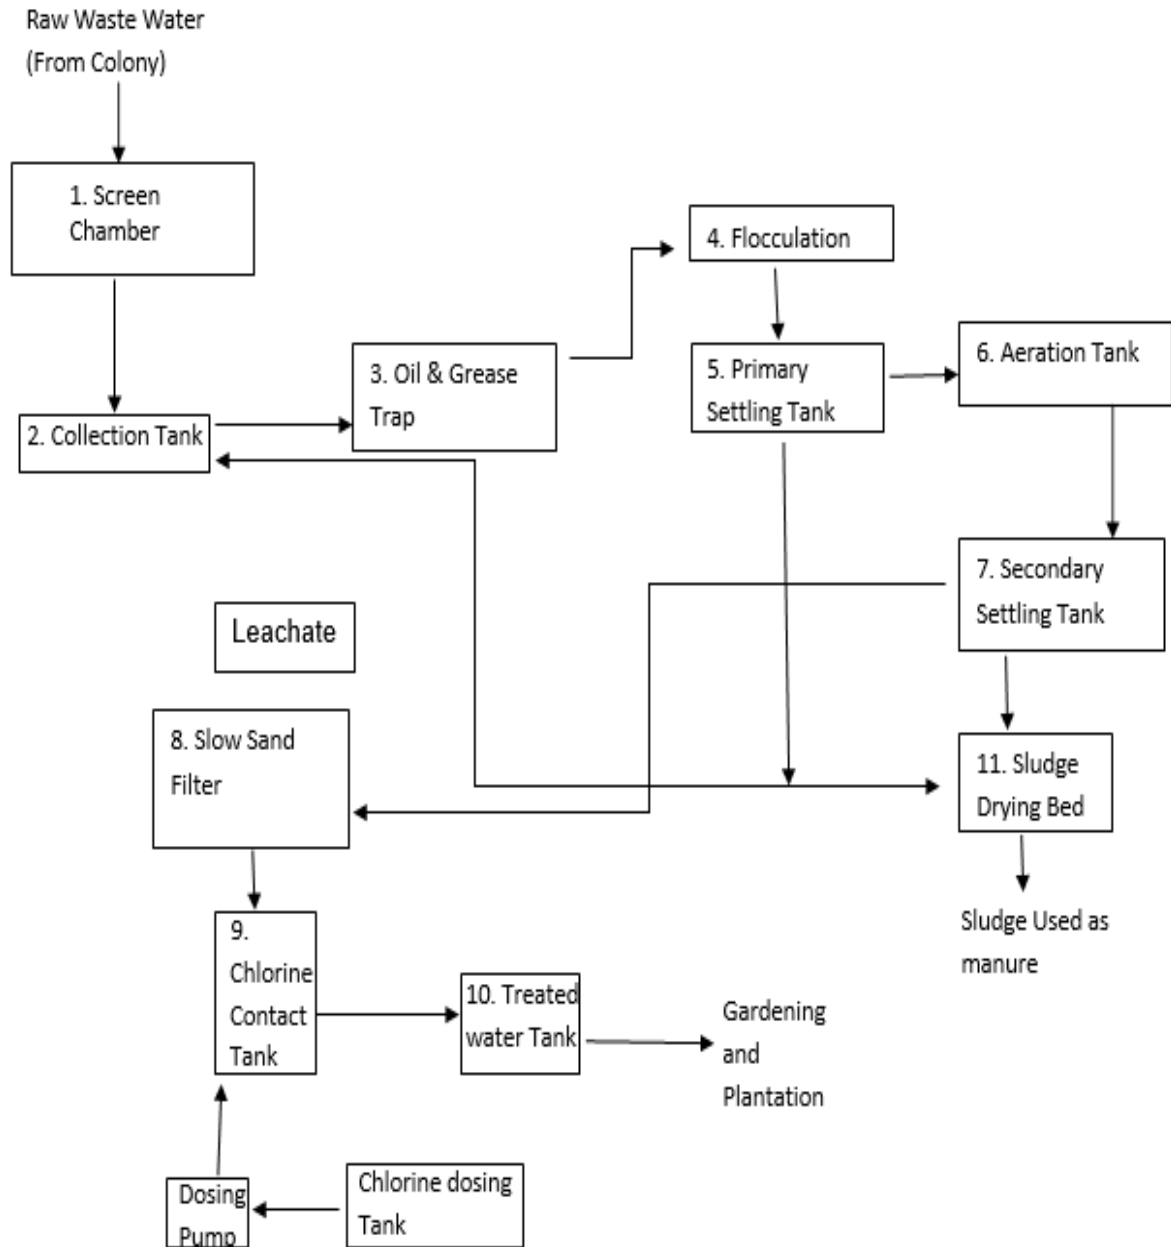 Raw Waste Water
(From Colony)
1. Screen
Chamber
2. Collection Tank
3. Oil & Grease
Trap
4. Flocculation
5. Primary
Settling Tank
6. Aeration Tank
7. Secondary
Settling Tank
Leachate
8. Slow Sand
Filter
11. Sludge
Drying Bed
Sludge Used as
manure
9.
Chlorine
Contact
Tank
10. Treated
water Tank
Gardening
and
Plantation
Dosing
Pump
Chlorine dosing
Tank